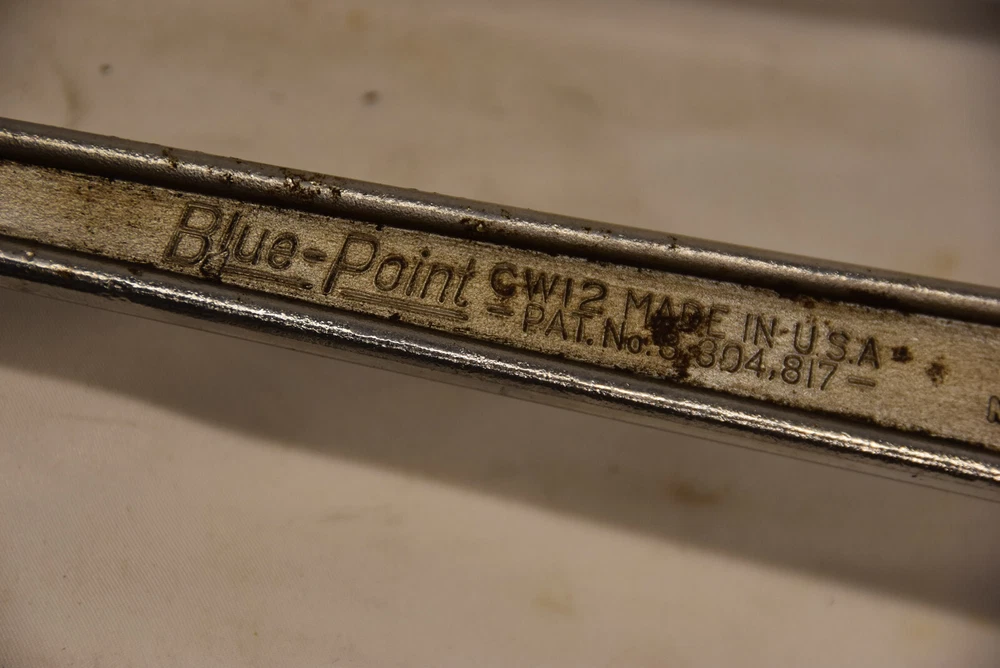 Blue-Point CW12 MADE IN U.S.A
PAT. No. 3,304,817